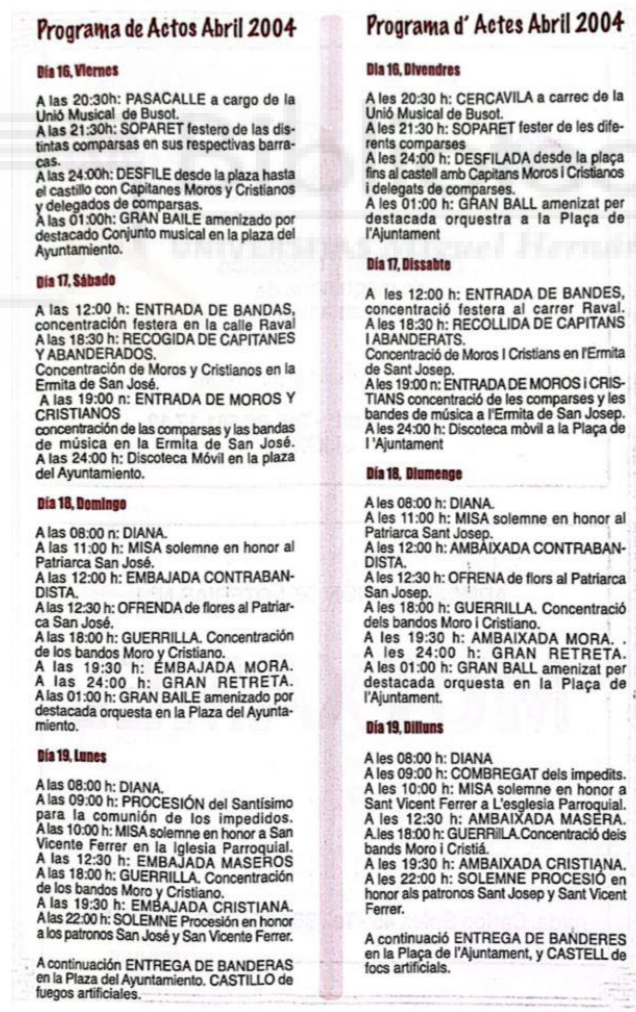 Programa de Actos Abril 2004
Día 16, Viernes
A las 20:30h: PASACALLE a cargo de la
Unió Musical de Busot.
A las 21:30h: SOPARET festero de las dis-
tintas comparsas en sus respectivas barra-
cas.
A las 24:00h: DESFILE desde la plaza hasta
el castillo con Capitanes Moros y Cristianos
y delegados de comparsas.
A las 01:00h: GRAN BAILE amenizado por
destacado Conjunto musical en la plaza del
Ayuntamiento.
Día 17, Sábado
A las 12:00 h: ENTRADA DE BANDAS,
concentración festera en la calle Raval
A las 18:30 h: RECOGIDA DE CAPITANES
Y ABANDERADOS.
Concentración de Moros y Cristianos en la
Ermita de San José.
A las 19:00 n: ENTRADA DE MOROS Y
CRISTIANOS
concentración de las comparsas y las bandas
de música en la Ermita de San José.
A las 24:00 h: Discoteca Móvil en la plaza
del Ayuntamiento.
Día 18, Domingo
A las 08:00 n: DIANA.
A las 11:00 h: MISA solemne en honor al
Patriarca San José.
A las 12:00 h: EMBAJADA CONTRABAN-
DISTA.
A las 12:30 h: OFRENDA de flores al Patriar-
ca San José.
A las 18:00 h: GUERRILLA. Concentración
de los bandos Moro y Cristiano.
A las 19:30 h: EMBAJADA MORA.
A las 24:00 h: GRAN RETRETA.
A las 01:00 h: GRAN BAILE amenizado por
destacada orquesta en la Plaza del Ayunta-
miento.
Día 19, Lunes
A las 08:00 h: DIANA.
A las 09:00 h: PROCESIÓN del Santísimo
para la comunión de los impedidos.
A las 10:00 h: MISA solemne en honor a San
Vicente Ferrer en la Iglesia Parroquial.
A las 12:30 h: EMBAJADA MASEROS
A las 18:00 h: GUERRILLA. Concentración
de los bandos Moro y Cristiano.
A las 19:30 h: EMBAJADA CRISTIANA.
A las 22:00 h: SOLEMNE Procesión en honor
a los patronos San José y San Vicente Ferrer.
A continuación ENTREGA DE BANDERAS
en la Plaza del Ayuntamiento. CASTILLO de
fuegos artificiales.
Programa d' Actes Abril 2004
Dia 16, Divendres
A les 20:30 h: CERCAVILA a carrec de la
Unió Musical de Busot.
A les 21:30 h: SOPARET fester de les dife-
rents comparses
A les 24:00 h: DESFILADA desde la plaça
fins al castell amb Capitans Moros i Cristians
i delegats de comparses.
A les 01:00 h: GRAN BALL amenizat per
destacada orquestra a la Plaça de
l'Ajuntament
Día 17, Dissabte
A les 12:00 h: ENTRADA DE BANDES,
concentració festera al carrer Raval.
A les 18:30 h: RECOLLIDA DE CAPITANS
I ABANDERATS.
Concentració de Moros I Cristians en l'Ermita
de Sant Josep.
A les 19:00 n: ENTRADA DE MOROS i CRIS-
TIANS concentració de les comparses y les
bandes de música a l'Ermita de San Josep.
A les 24:00 h: Discoteca mòvil a la Plaça de
l 'Ajuntament
Día 18, Diumenge
A les 08:00 h: DIANA.
A les 11:00 h: MISA solemne en honor al
Patriarca Sant Josep.
A les 12:00 h: AMBAIXADA CONTRABAN-
DISTA.
A les 12:30 h: OFRENA de flors al Patriarca
San Josep.
A les 18:00 h: GUERRILLA. Concentració
dels bandos Moro i Cristiano.
A les 19:30 h: AMBAIXADA MORA. .
A les 24:00 h: GRAN RETRETA.
A les 01:00 h: GRAN BALL amenizat per
destacada orquesta en la Plaça de
l'Ajuntament.
Día 19, Dilluns
A les 08:00 h: DIANA
A les 09:00 h: COMBREGAT dels impedits.
A les 10:00 h: MISA solemne en honor a
Sant Vicent Ferrer a L'esglesia Parroquial.
A les 12:30 h: AMBAIXADA MASERA.
A.les 18:00 h: GUERRillA.Concentració dels
bands Moro i Cristiá.
A les 19:30 h: AMBAIXADA CRISTIANA.
A les 22:00 h: SOLEMNE PROCESIÓ en
honor als patronos Sant Josep y Sant Vicent
Ferrer.
A continuació ENTREGA DE BANDERES
en la Plaça de l'Ajuntament, y CASTELL de
focs artificials.